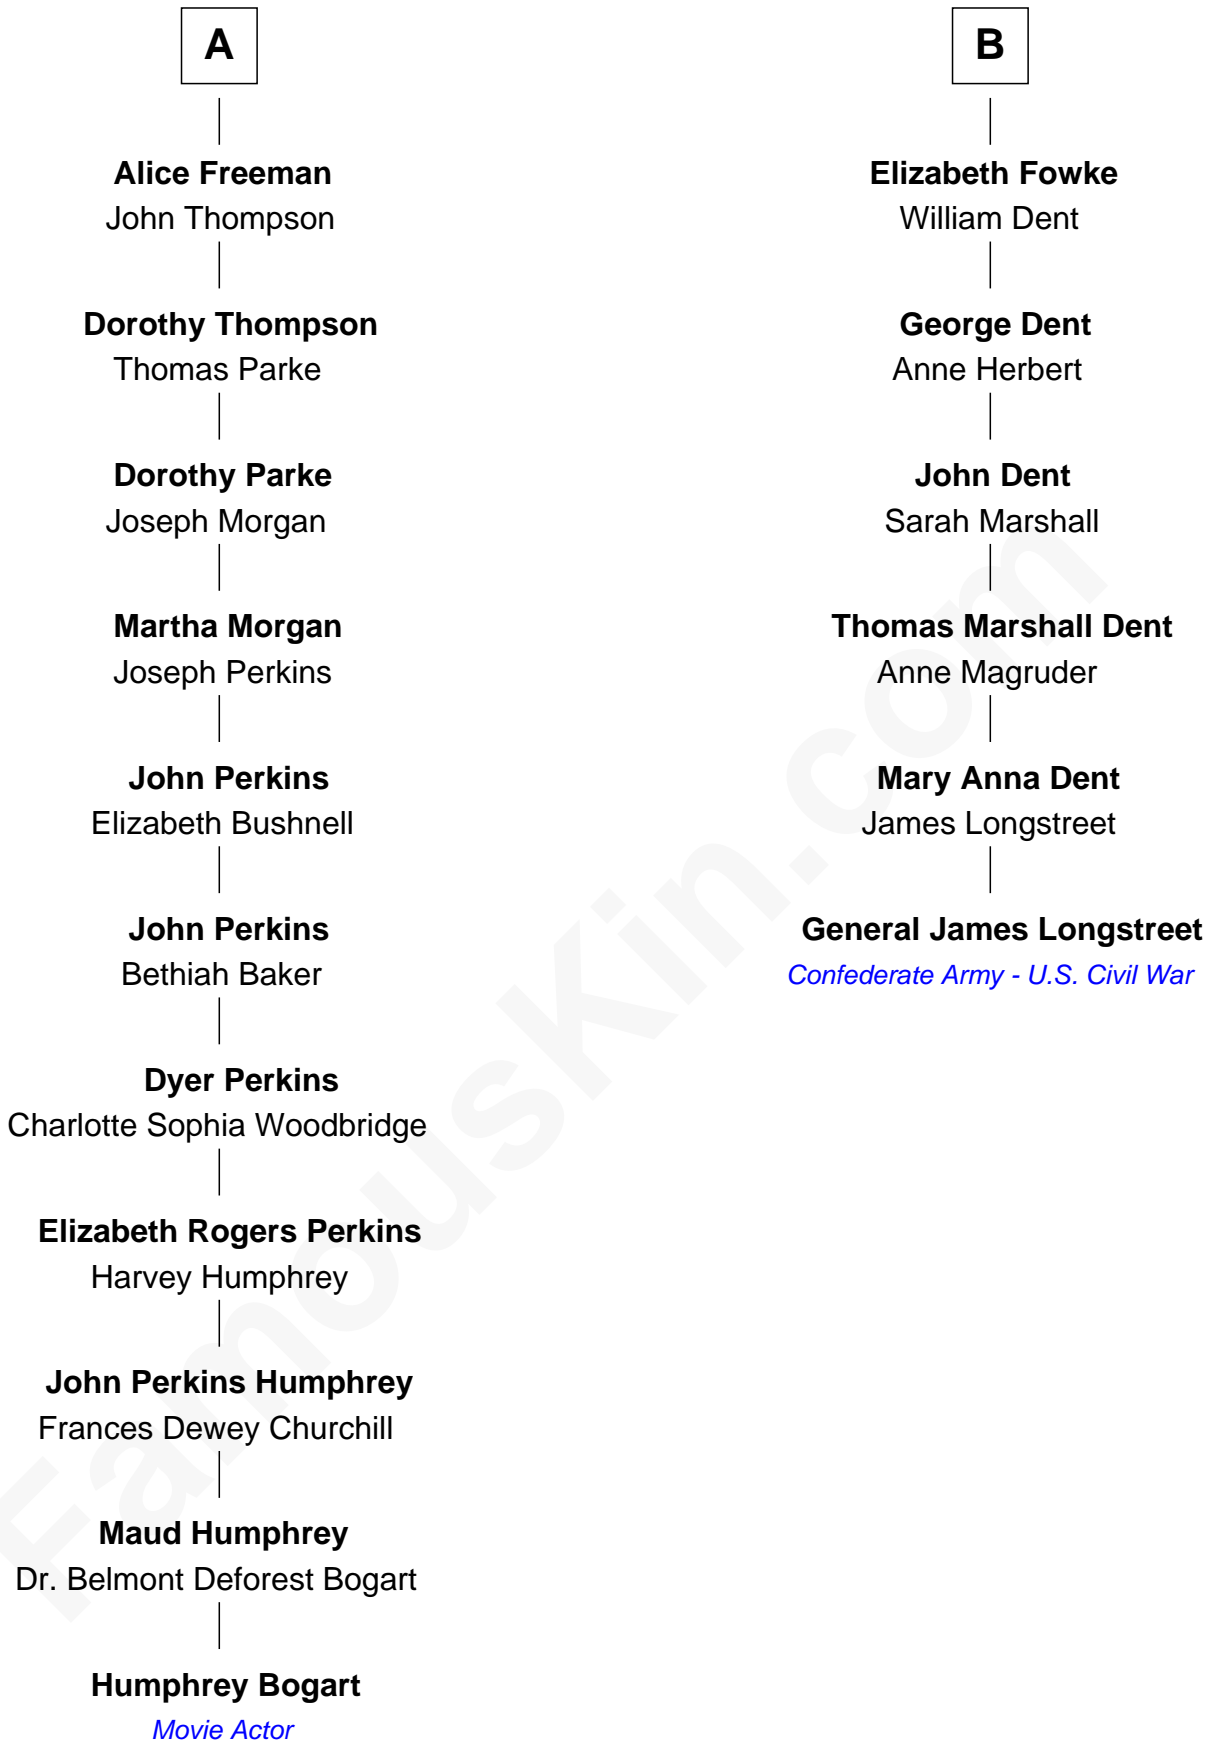 A
Alice Freeman
John Thompson
Dorothy Thompson
Thomas Parke
Dorothy Parke
Joseph Morgan
Martha Morgan
Joseph Perkins
John Perkins
Elizabeth Bushnell
John Perkins
Bethiah Baker
Dyer Perkins
Charlotte Sophia Woodbridge
Elizabeth Rogers Perkins
Harvey Humphrey
John Perkins Humphrey
Frances Dewey Churchill
Maud Humphrey
Dr. Belmont Deforest Bogart
Humphrey Bogart
Movie Actor
B
Elizabeth Fowke
William Dent
George Dent
Anne Herbert
John Dent
Sarah Marshall
Thomas Marshall Dent
Anne Magruder
Mary Anna Dent
James Longstreet
General James Longstreet
Confederate Army - U.S. Civil War
FamousKin.com